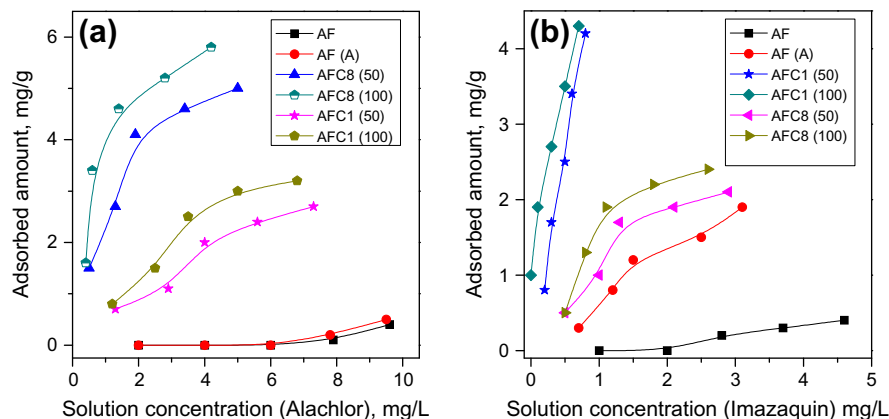 (a)
AF
AF (A)
AFC8 (50)
AFC8 (100)
AFC1 (50)
AFC1 (100)
Adsorbed amount, mg/g
6
4
2
0
0
2
4
6
8
10
Solution concentration (Alachlor), mg/L
(b)
AF
AF (A)
AFC1 (50)
AFC1 (100)
AFC8 (50)
AFC8 (100)
Adsorbed amount, mg/g
4
3
2
1
0
0
1
2
3
4
5
Solution concentration (Imazaquin) mg/L